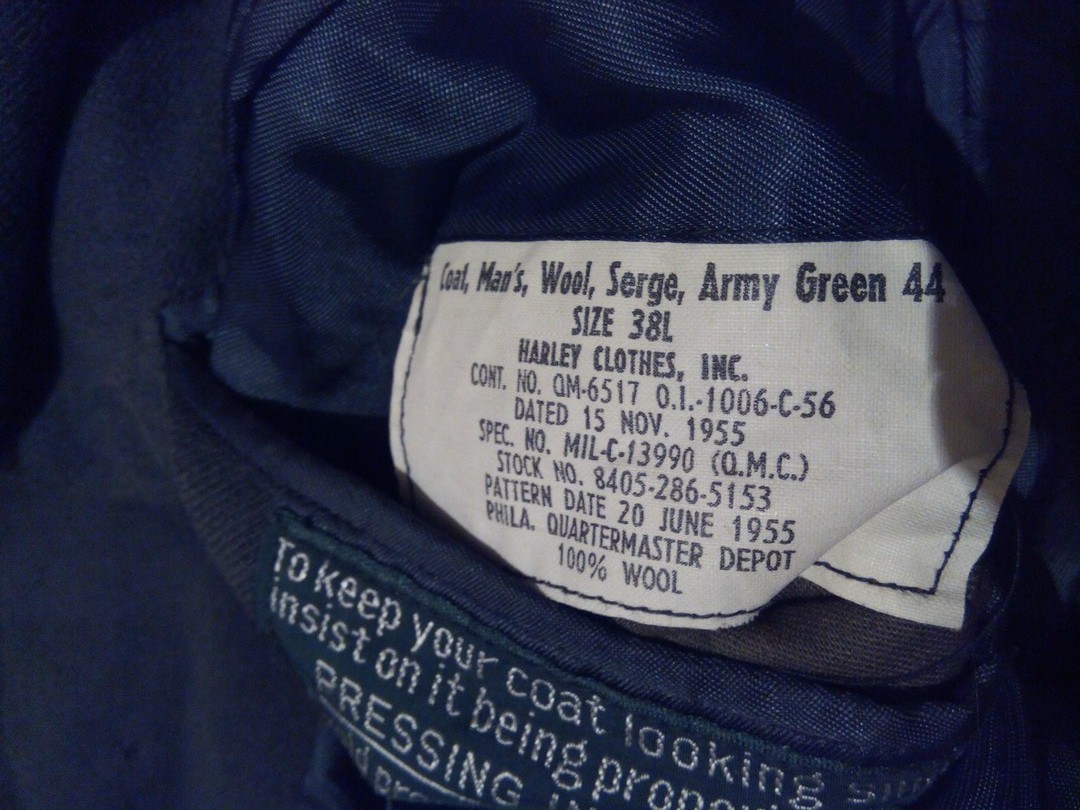 Coat, Man's, Wool, Serge, Army Green 44
SIZE 38L
HARLEY CLOTHES, INC.
CONT. NO. QM-6517 O.I.-1006-C-56
DATED 15 NOV. 1955
SPEC. NO. MIL-C-13990 (Q.M.C.)
STOCK NO. 8405-286-5153
PATTERN DATE 20 JUNE 1955
PHILA. QUARTERMASTER DEPOT
100% WOOL
To keep your coat looking
insist on it being
PRESSING